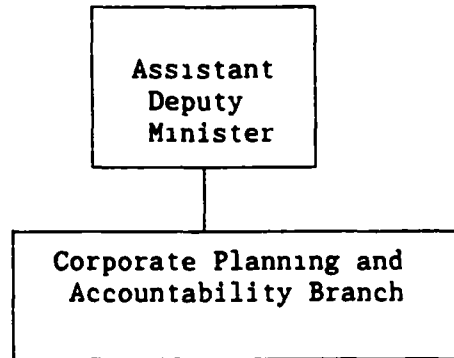 Assistant
Deputy
Minister
Corporate Planning and
Accountability Branch